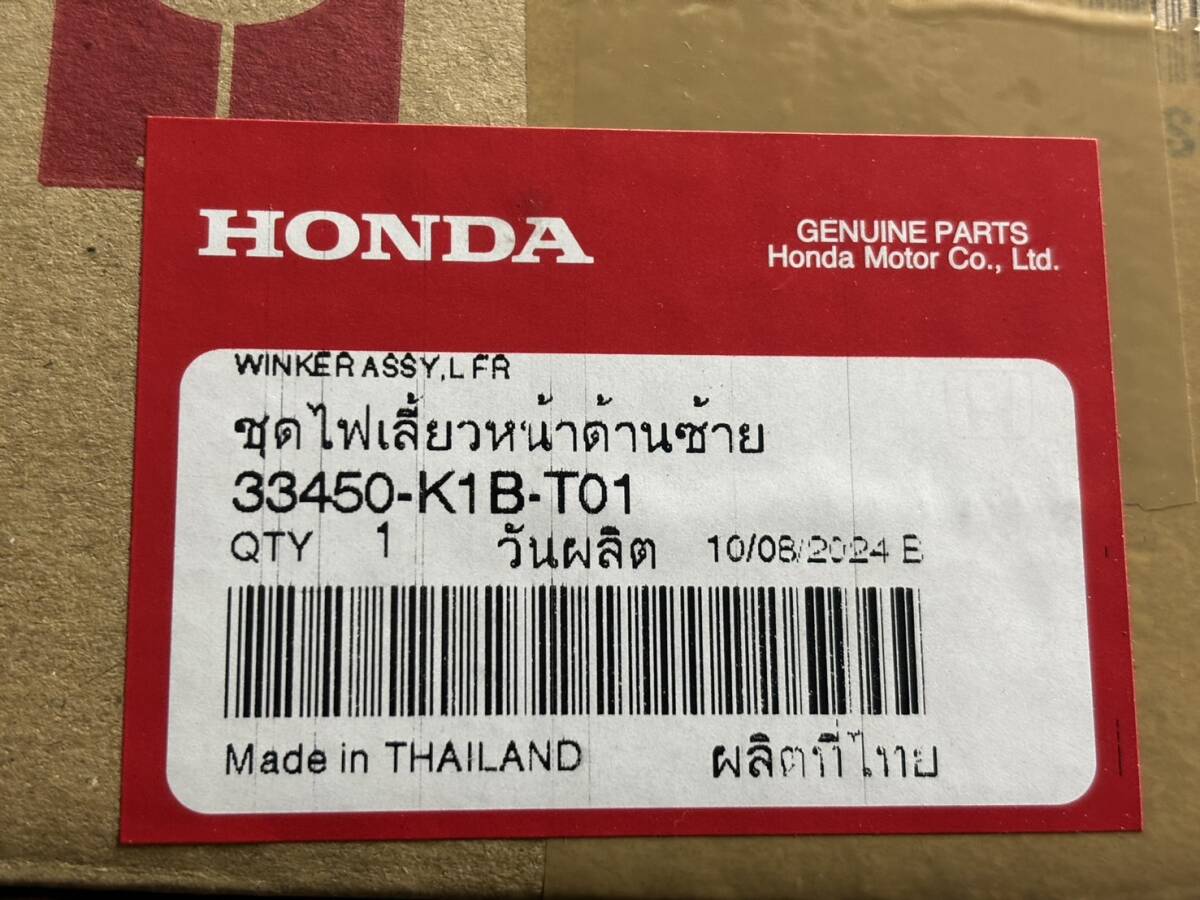 HONDA
GENUINE PARTS
Honda Motor Co., Ltd.
WINKER ASSY,L FR
ชุดไฟเลี้ยวหน้าด้านซ้าย
33450-K1B-T01
QTY 1 วันผลิต 10/08/2024 B
Made in THAILAND ผลิตที่ไทย